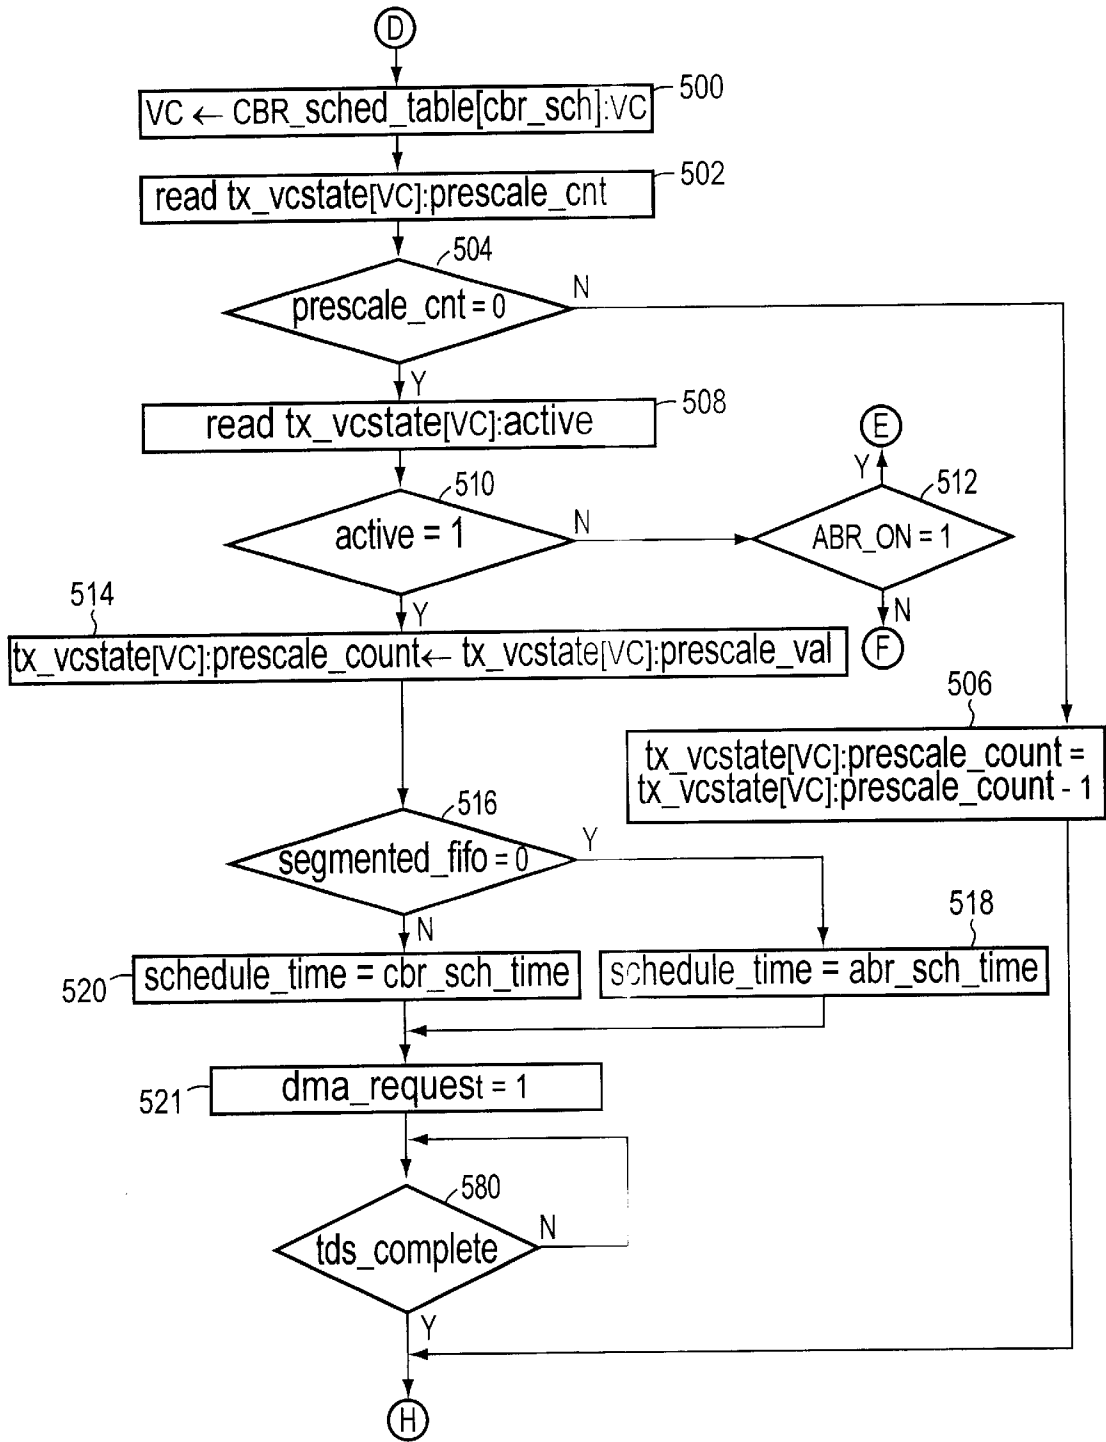 D
VC ← CBR_sched_table[cbr_sch]:VC
500
read tx_vcstate[VC]:prescale_cnt
502
504
prescale_cnt = 0
N
Y
read tx_vcstate[VC]:active
508
E
Y
510
512
active = 1
N
ABR_ON = 1
514
Y
N
tx_vcstate[VC]:prescale_count← tx_vcstate[VC]:prescale_val
F
506
tx_vcstate[VC]:prescale_count =
tx_vcstate[VC]:prescale_count - 1
516
segmented_fifo = 0
Y
N
518
520
schedule_time = cbr_sch_time
schedule_time = abr_sch_time
521
dma_request = 1
580
tds_complete
N
Y
H